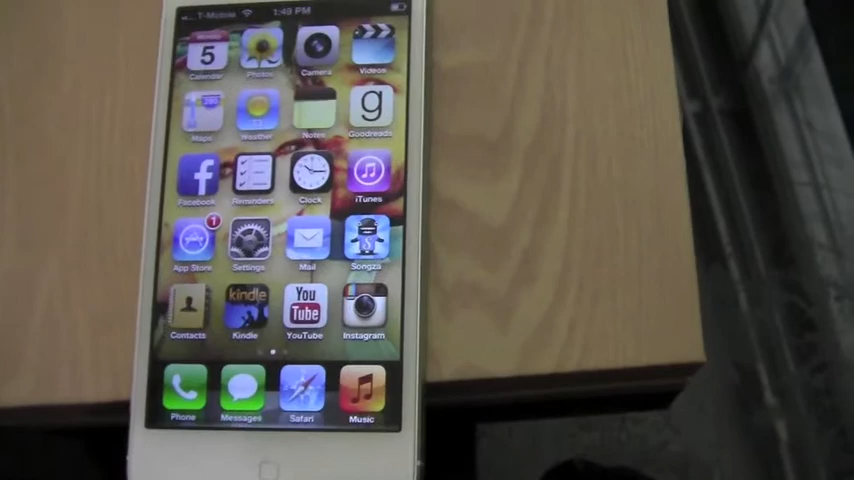 T-Mobile 1:49 PM
Monday
5
Calendar Photos Camera Videos
280
g
Maps Weather Notes Goodreads
f
Facebook Reminders Clock iTunes
1
S
App Store Settings Mail Songza
kindle You Tube
Contacts Kindle YouTube Instagram
Phone Messages Safari Music